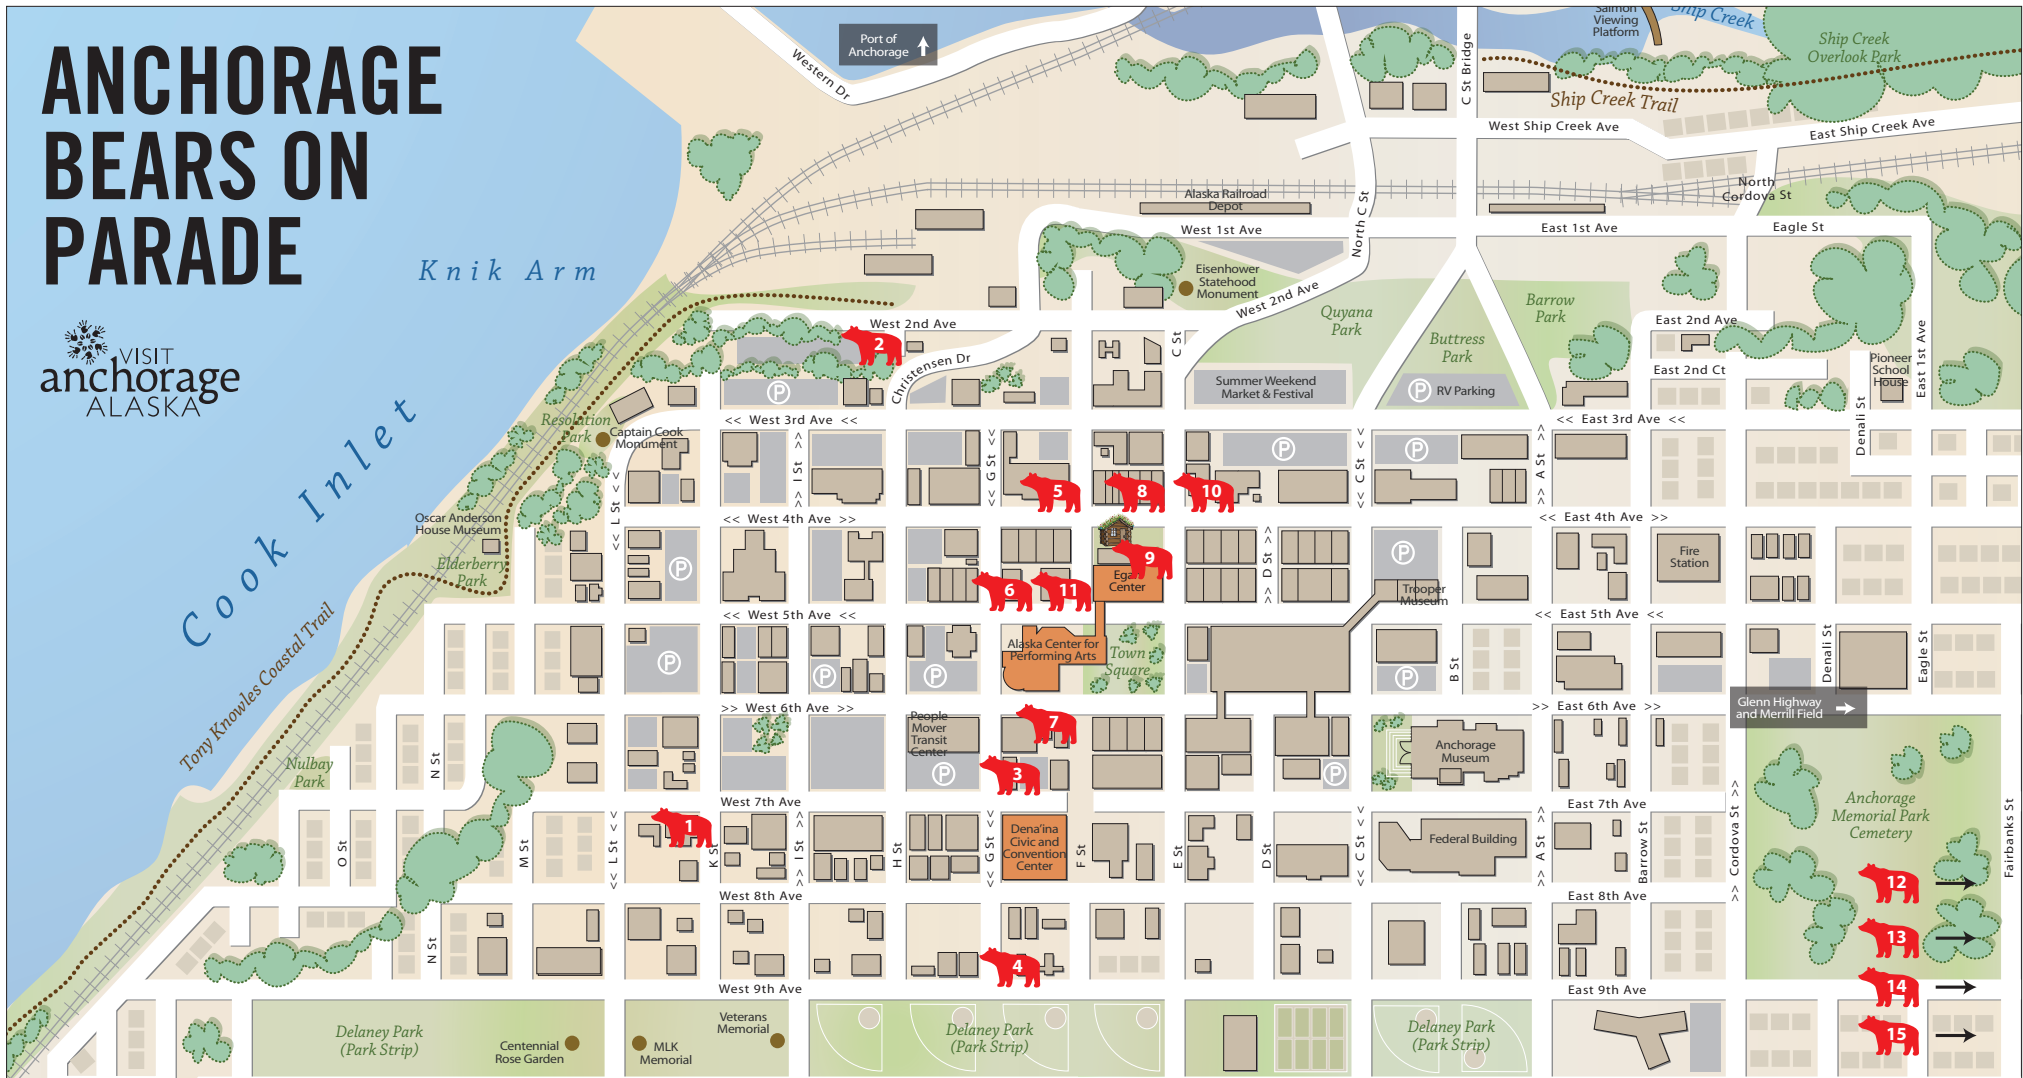 ANCHORAGE
BEARS ON
PARADE
VISIT
anchorage
ALASKA
Knik Arm
Cook Inlet
Port of
Anchorage
Western Dr
Salmon
Viewing
Platform
Ship Creek
Ship Creek
Overlook Park
Ship Creek Trail
C St Bridge
West Ship Creek Ave
East Ship Creek Ave
North
Cordova St
Alaska Railroad
Depot
North C St
West 1st Ave
East 1st Ave
Eagle St
Eisenhower
Statehood
Monument
West 2nd Ave
Quyana
Park
Buttress
Park
Barrow
Park
West 2nd Ave
2
Christensen Dr
C St
East 2nd Ave
East 2nd Ct
Pioneer
School
House
East 1st Ave
Denali St
P
Summer Weekend
Market & Festival
P RV Parking
Resolution
Park
Captain Cook
Monument
<< West 3rd Ave <<
<< East 3rd Ave <<
<< L St <<
>> I St >>
<< G St <<
<< C St <<
>> A St >>
P
P
5
8
10
Oscar Anderson
House Museum
Elderberry
Park
<< West 4th Ave >>
<< East 4th Ave >>
P
9
Egan
Center
6
11
>> D St >>
P
Trooper
Museum
Fire
Station
<< West 5th Ave <<
<< East 5th Ave <<
Tony Knowles Coastal Trail
P
P
P
Alaska Center for
Performing Arts
Town
Square
P
B St
Denali St
Eagle St
Glenn Highway
and Merrill Field
>> West 6th Ave >>
>> East 6th Ave >>
People
Mover
Transit
Center
P
7
3
P
Anchorage
Museum
Nulbay
Park
N St
West 7th Ave
East 7th Ave
Anchorage
Memorial Park
Cemetery
Fairbanks St
>> Cordova St >>
1
O St
M St
<< L St <<
K St
>> I St >>
H St
<< G St <<
Dena'ina
Civic and
Convention
Center
F St
E St
D St
<< C St <<
Federal Building
>> A St >>
Barrow St
West 8th Ave
East 8th Ave
12
13
14
15
N St
4
West 9th Ave
East 9th Ave
Delaney Park
(Park Strip)
Centennial
Rose Garden
MLK
Memorial
Veterans
Memorial
Delaney Park
(Park Strip)
Delaney Park
(Park Strip)